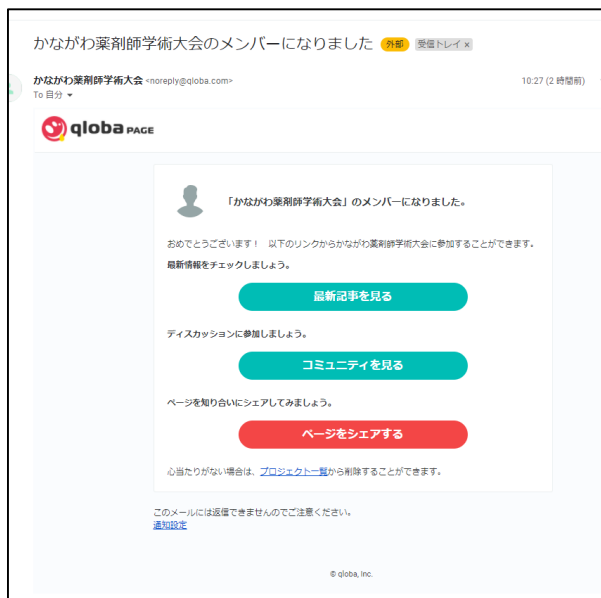 かながわ薬剤師学術大会のメンバーになりました 外部 受信トレイ ×
かながわ薬剤師学術大会 <noreply@qloba.com> 10:27 (2 時間前)
To 自分
qloba PAGE
「かながわ薬剤師学術大会」のメンバーになりました。
おめでとうございます！ 以下のリンクからかながわ薬剤師学術大会に参加することができます。
最新情報をチェックしましょう。
最新記事を見る
ディスカッションに参加しましょう。
コミュニティを見る
ページを知り合いにシェアしてみましょう。
ページをシェアする
心当たりがない場合は、プロジェクト一覧から削除することができます。
このメールには返信できませんのでご注意ください。
通知設定
© qloba, Inc.